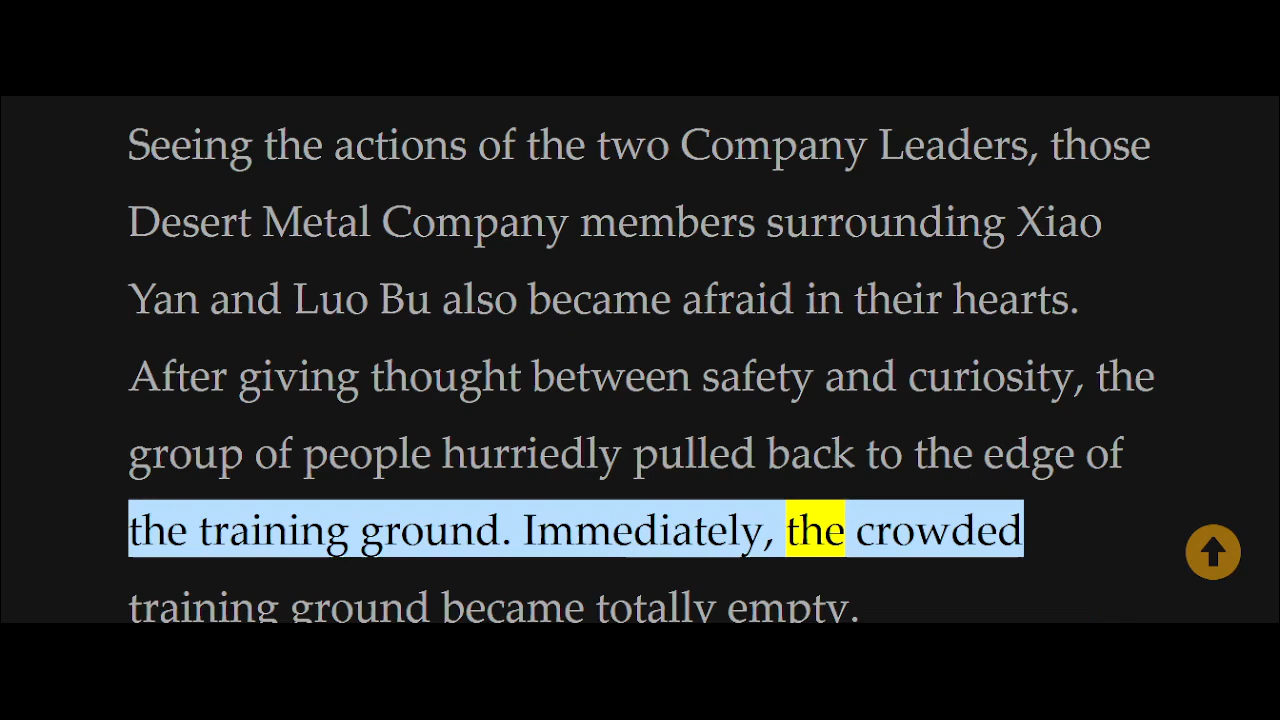 Seeing the actions of the two Company Leaders, those
Desert Metal Company members surrounding Xiao
Yan and Luo Bu also became afraid in their hearts.
After giving thought between safety and curiosity, the
group of people hurriedly pulled back to the edge of
the training ground. Immediately, the crowded
training ground became totally empty.